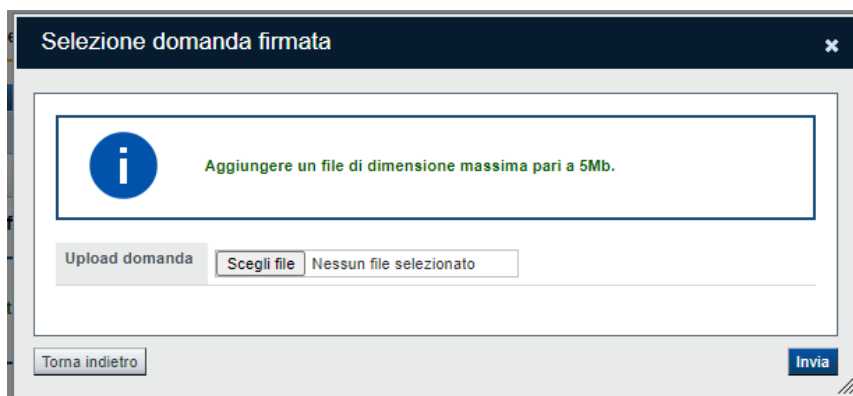 Selezione domanda firmata
Aggiungere un file di dimensione massima pari a 5Mb.
Upload domanda Scegli file Nessun file selezionato
Torna indietro Invia